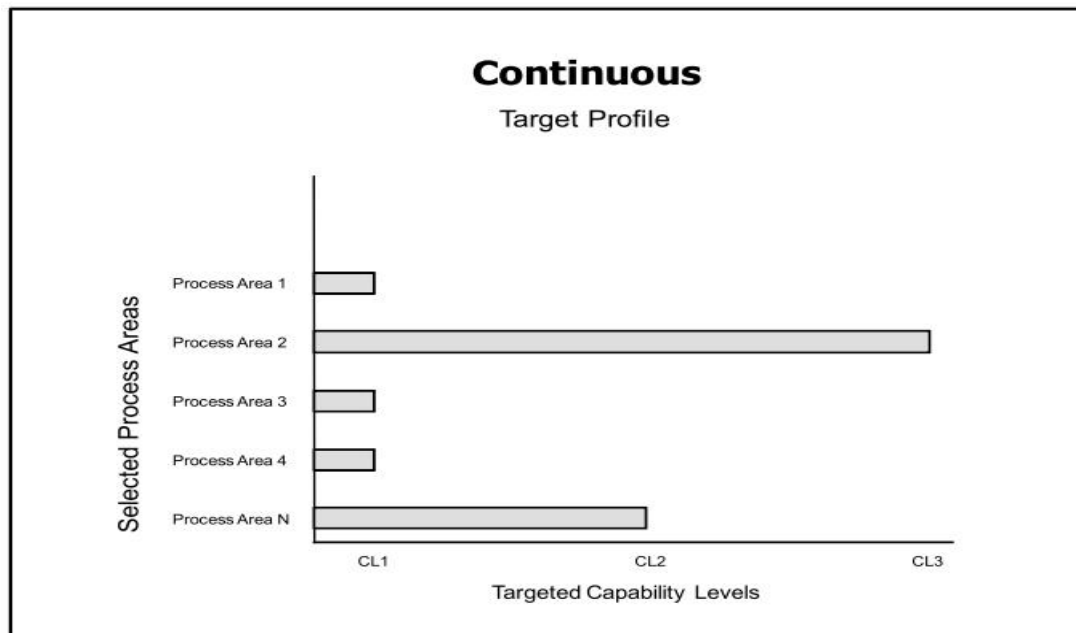 Continuous
Target Profile
Selected Process Areas
Process Area 1
Process Area 2
Process Area 3
Process Area 4
Process Area N
CL1 CL2 CL3
Targeted Capability Levels